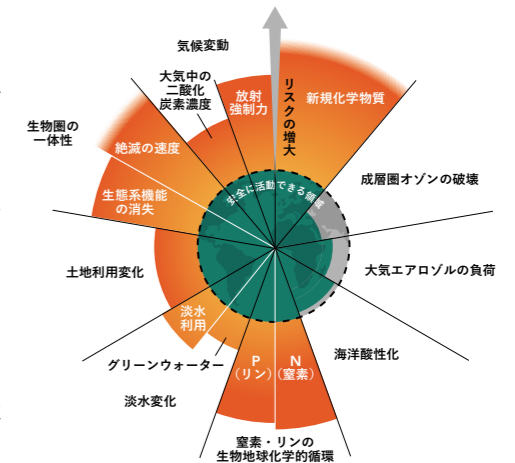 気候変動
大気中の
二酸化
炭素濃度
放射
強制力
リスクの増大
新規化学物質
生物圏の
一体性
絶滅の速度
生態系機能
の消失
安全に活動できる領域
成層圏オゾンの破壊
大気エアロゾルの負荷
土地利用変化
淡水
利用
グリーンウォーター
淡水変化
P
(リン)
N
(窒素)
海洋酸性化
窒素・リンの
生物地球化学的循環